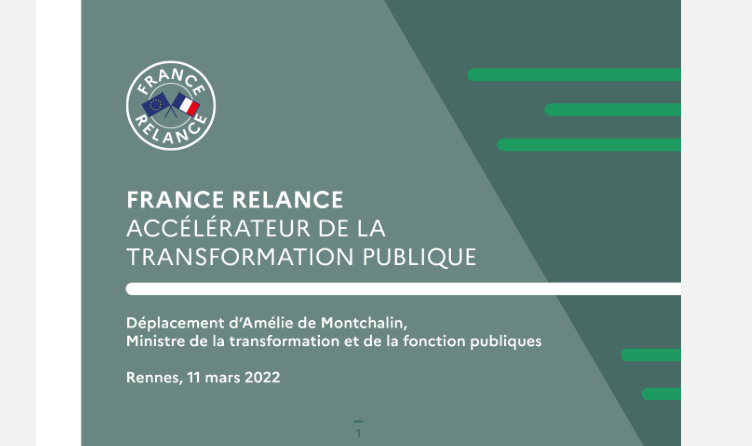 FRANCE
RELANCE
FRANCE RELANCE
ACCÉLÉRATEUR DE LA
TRANSFORMATION PUBLIQUE
Déplacement d’Amélie de Montchalin,
Ministre de la transformation et de la fonction publiques
Rennes, 11 mars 2022
1